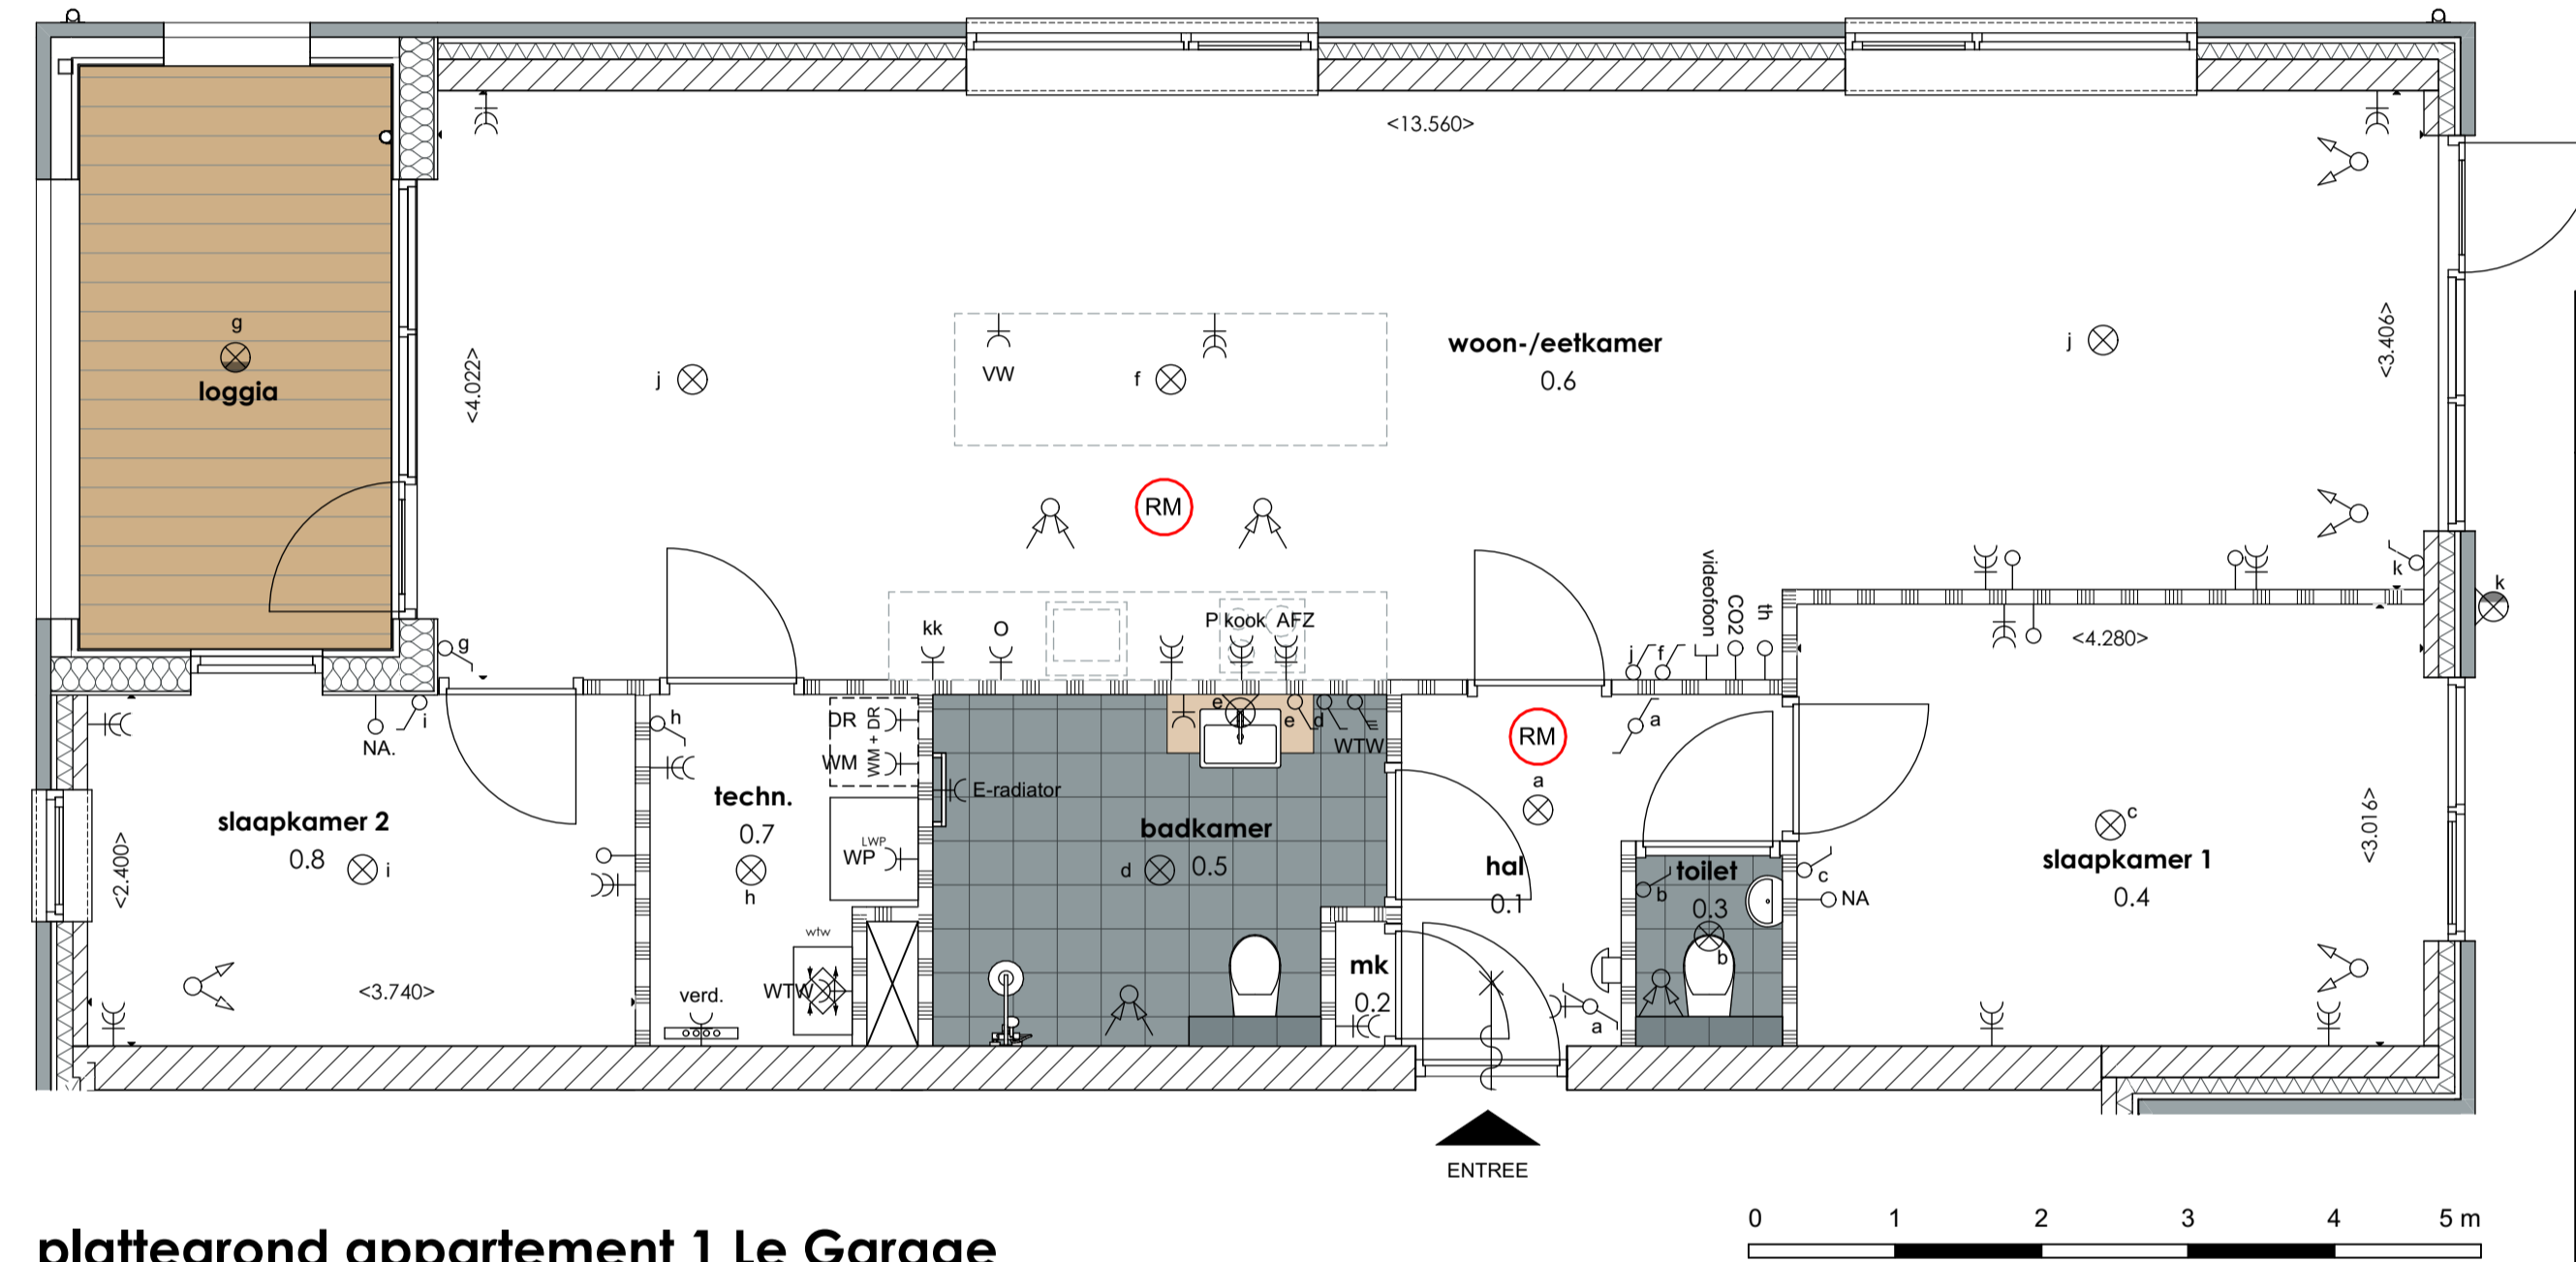 <13.560>
g
loggia
<4.022>
j
VW
f
woon-/eetkamer
0.6
j
<3.406>
RM
videofoon
CO2
th
k
k
kk
O
P kook
AFZ
j
f
g
<4.280>
NA.
i
h
DR
WM
WM + DR
e
e
d
WTW
RM
a
a
E-radiator
techn.
0.7
h
LWP
WP
slaapkamer 2
0.8
i
<2.400>
badkamer
d
0.5
hal
0.1
toilet
b
0.3
b
c
NA
c
slaapkamer 1
0.4
<3.016>
wtw
WTW
verd.
<3.740>
mk
0.2
a
ENTREE
plattegrond appartement 1 Le Garage
0 1 2 3 4 5 m